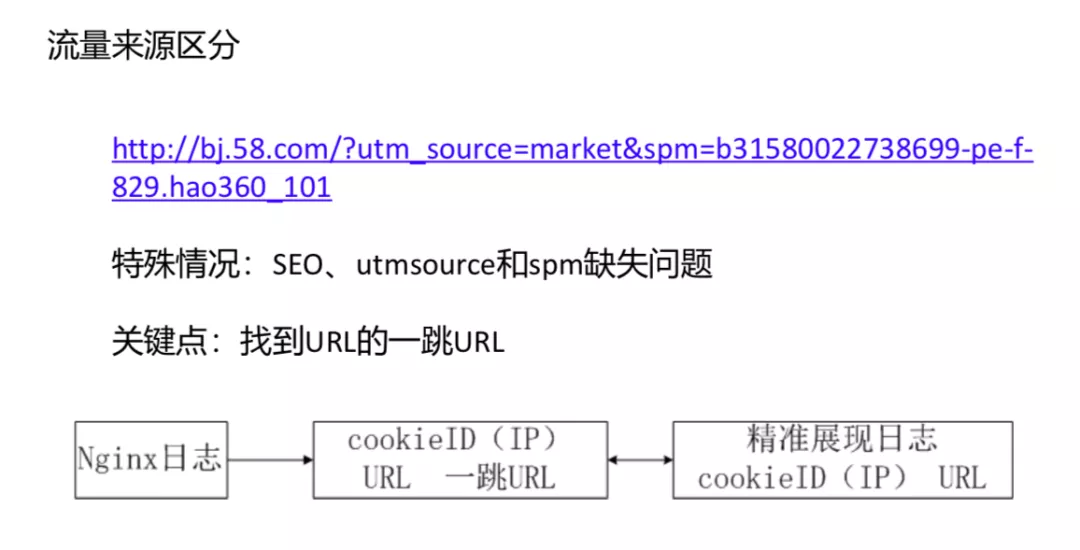 流量来源区分
http://bj.58.com/?utm_source=market&spm=b31580022738699-pe-f-
829.hao360_101
特殊情况：SEO、utmsource和spm缺失问题
关键点：找到URL的一跳URL
Nginx日志
cookieID（IP）
URL 一跳URL
精准展现日志
cookieID（IP） URL